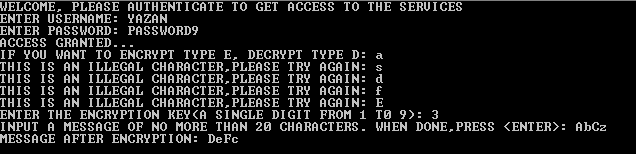 WELCOME, PLEASE AUTHENTICATE TO GET ACCESS TO THE SERVICES
ENTER USERNAME: YAZAN
ENTER PASSWORD: PASSWORD9
ACCESS GRANTED...
IF YOU WANT TO ENCRYPT TYPE E, DECRYPT TYPE D: a
THIS IS AN ILLEGAL CHARACTER,PLEASE TRY AGAIN: s
THIS IS AN ILLEGAL CHARACTER,PLEASE TRY AGAIN: d
THIS IS AN ILLEGAL CHARACTER,PLEASE TRY AGAIN: f
THIS IS AN ILLEGAL CHARACTER,PLEASE TRY AGAIN: E
ENTER THE ENCRYPTION KEY(A SINGLE DIGIT FROM 1 T0 9): 3
INPUT A MESSAGE OF NO MORE THAN 20 CHARACTERS. WHEN DONE,PRESS <ENTER>: AbCz
MESSAGE AFTER ENCRYPTION: DeFc